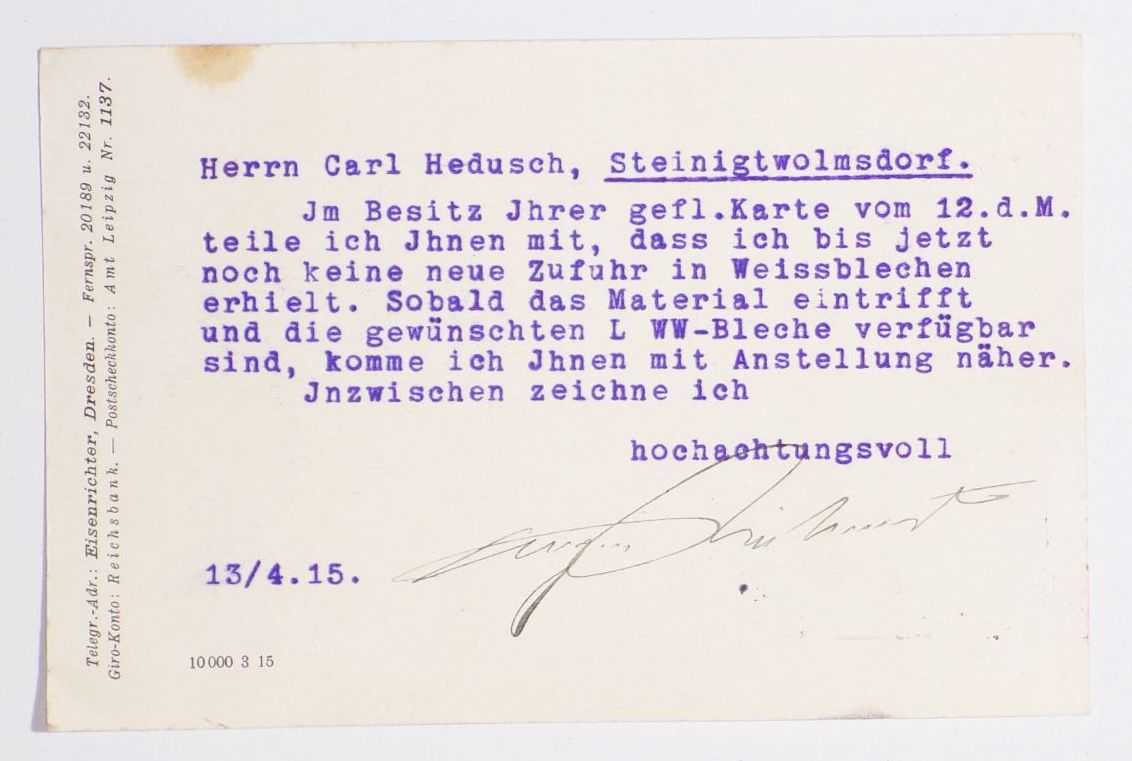 Telegr.-Adr.: Eisenrichter, Dresden. — Fernspr. 20189 u. 22132.
Giro-Konto: Reichsbank. — Postscheckkonto: Amt Leipzig Nr. 1137.
Herrn Carl Hedusch, Steinigtwolmsdorf.
Jm Besitz Jhrer gefl.Karte vom 12.d.M.
teile ich Jhnen mit, dass ich bis jetzt
noch keine neue Zufuhr in Weissblechen
erhielt. Sobald das Material eintrifft
und die gewünschten L WW-Bleche verfügbar
sind, komme ich Jhnen mit Anstellung näher.
Jnzwischen zeichne ich
hochachtungsvoll
13/4.15.
10000 3 15